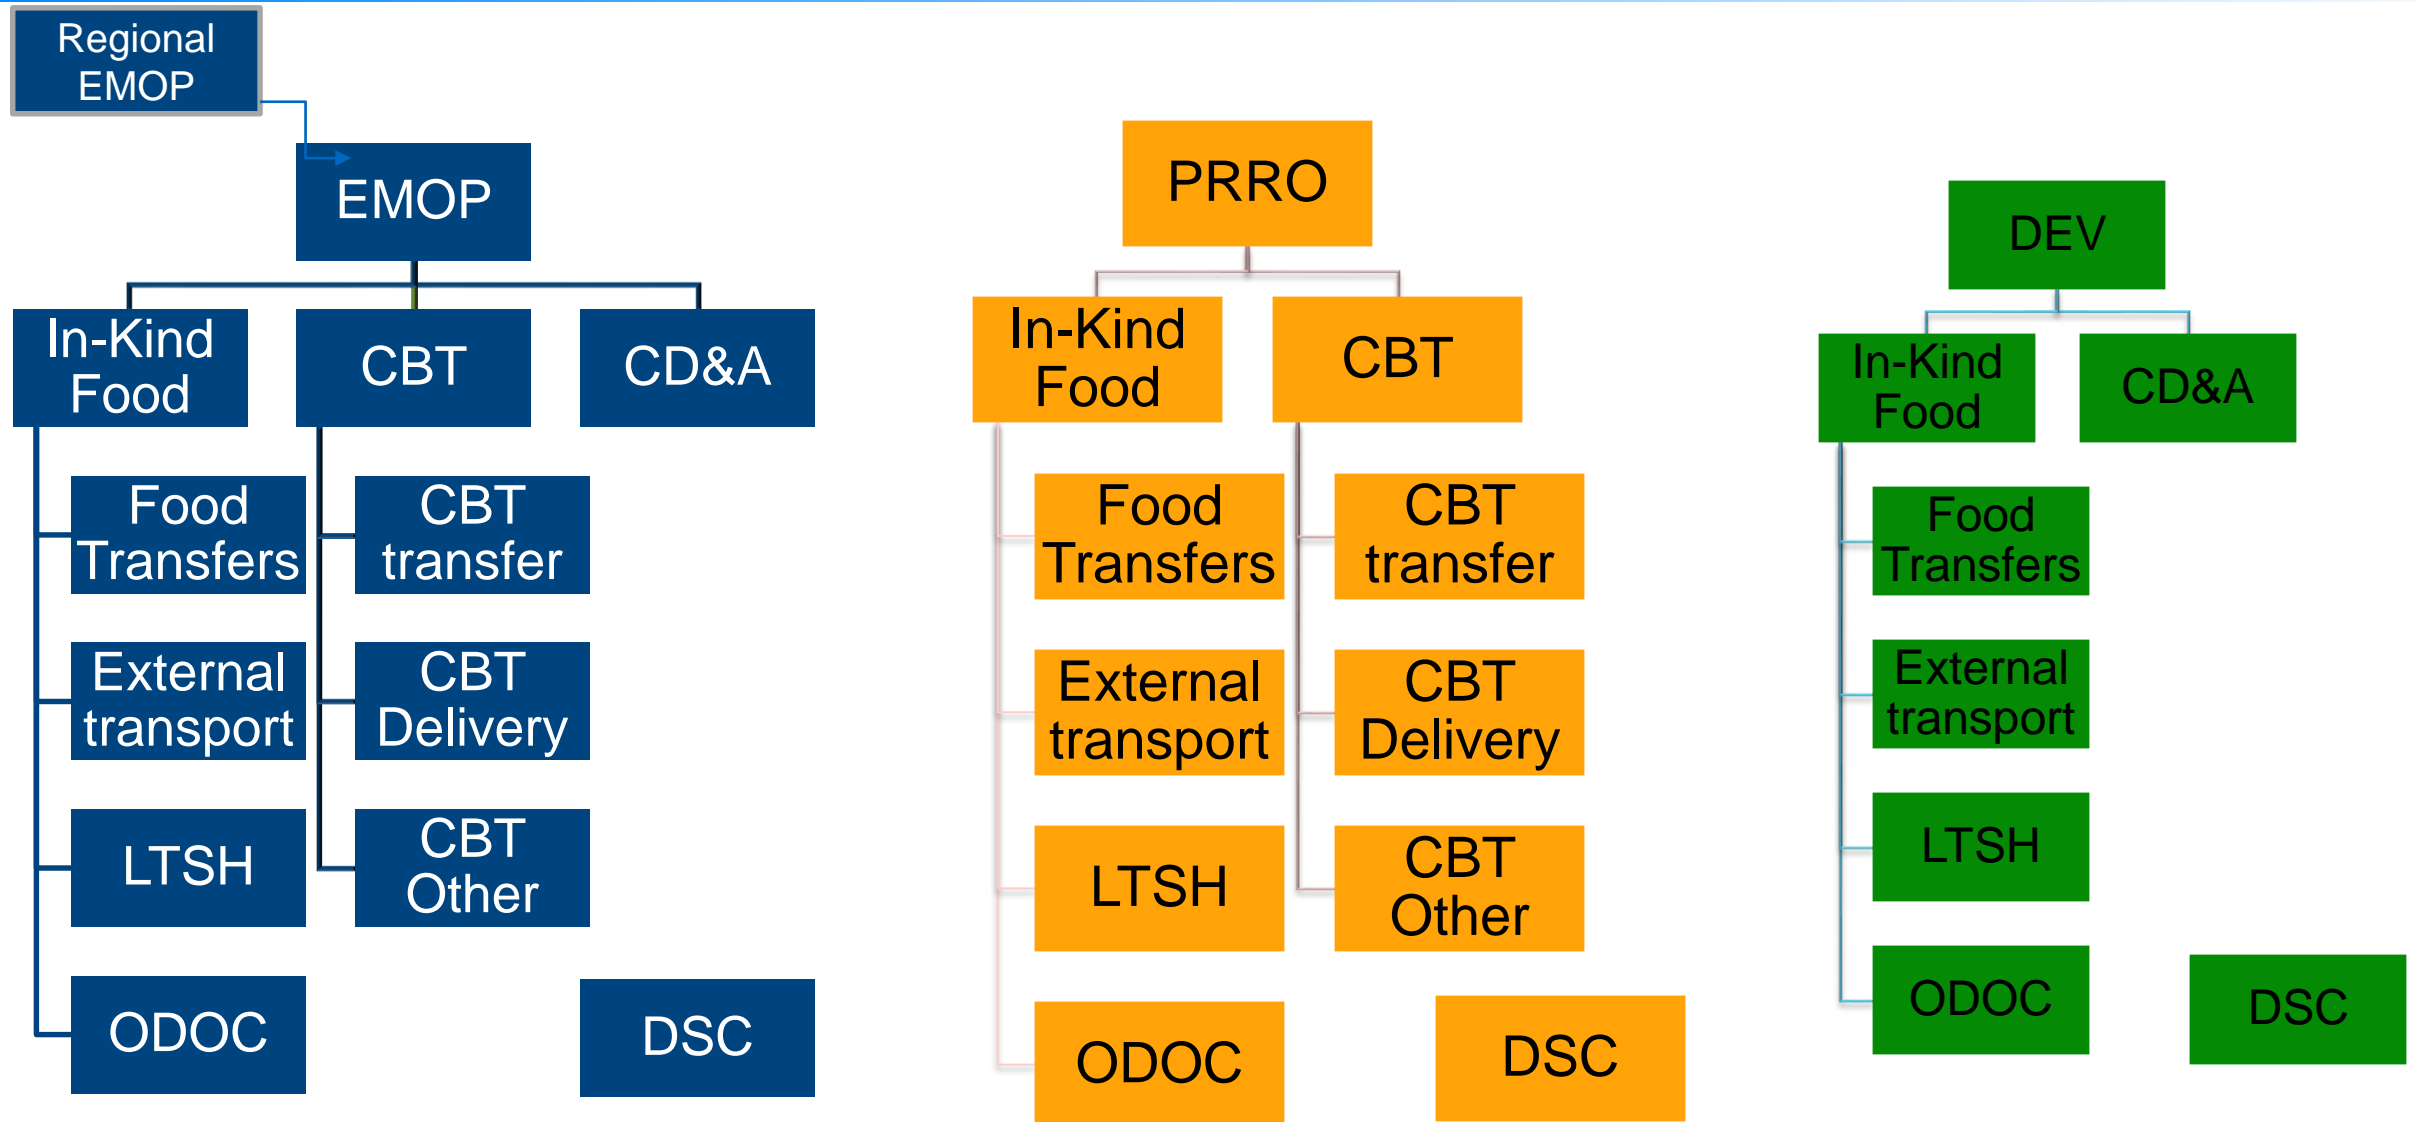 Regional
EMOP
EMOP
In-Kind
Food
CBT
CD&A
Food
Transfers
External
transport
LTSH
ODOC
CBT
transfer
CBT
Delivery
CBT
Other
DSC
PRRO
In-Kind
Food
CBT
Food
Transfers
External
transport
LTSH
ODOC
CBT
transfer
CBT
Delivery
CBT
Other
DSC
DEV
In-Kind
Food
CD&A
Food
Transfers
External
transport
LTSH
ODOC
DSC